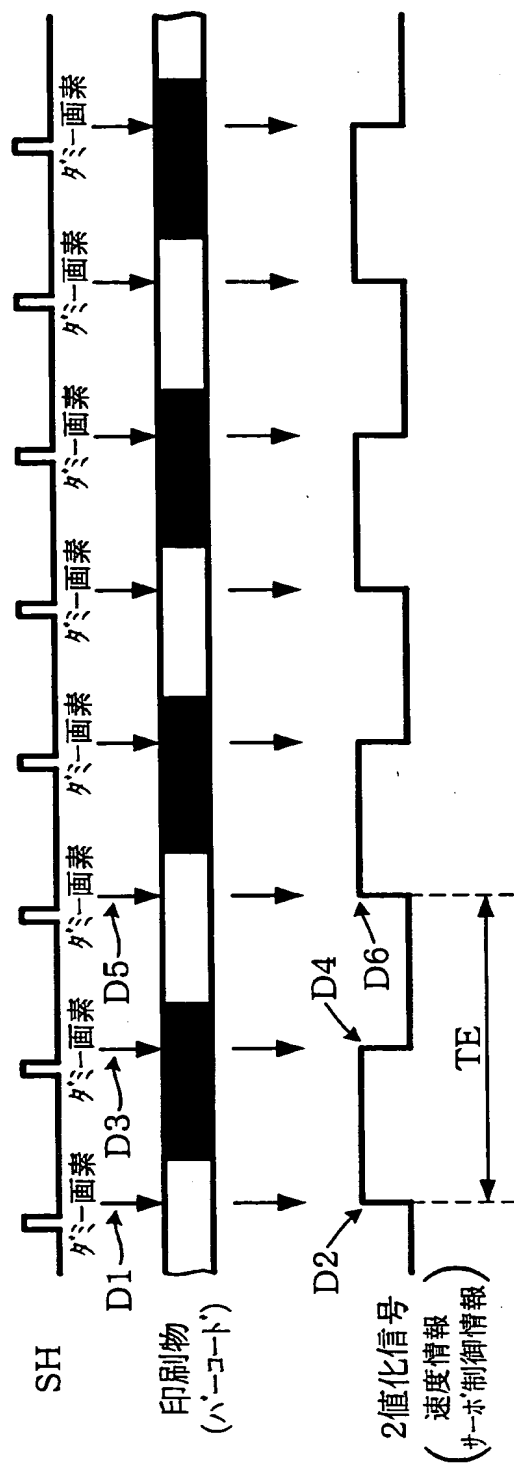 SH
ダミー画素
ダミー画素
ダミー画素
ダミー画素
ダミー画素
ダミー画素
ダミー画素
ダミー画素
D1
D3
D5
印刷物
(バーコード)
D2
D4
D6
TE
2値化信号
(速度情報
サーボ制御情報)